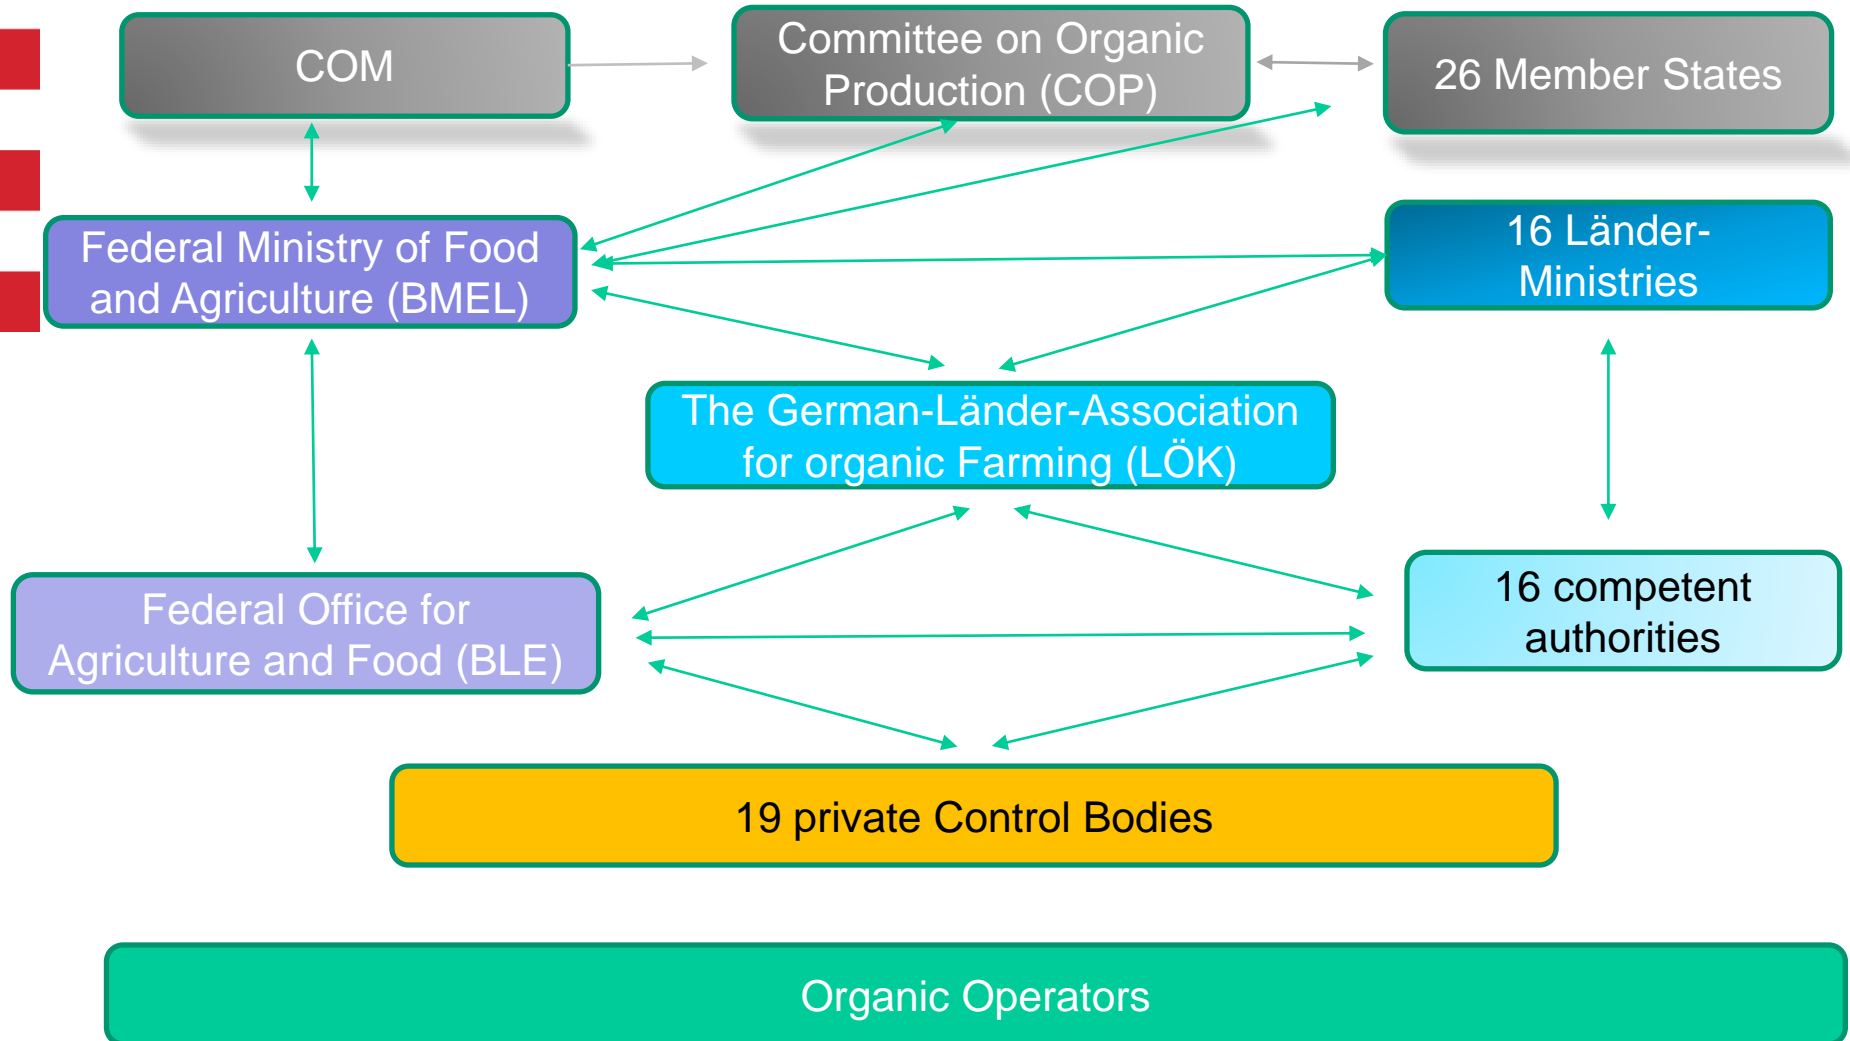 COM
Committee on Organic
Production (COP)
26 Member States
Federal Ministry of Food
and Agriculture (BMEL)
16 Länder-
Ministries
The German-Länder-Association
for organic Farming (LÖK)
Federal Office for
Agriculture and Food (BLE)
16 competent
authorities
19 private Control Bodies
Organic Operators